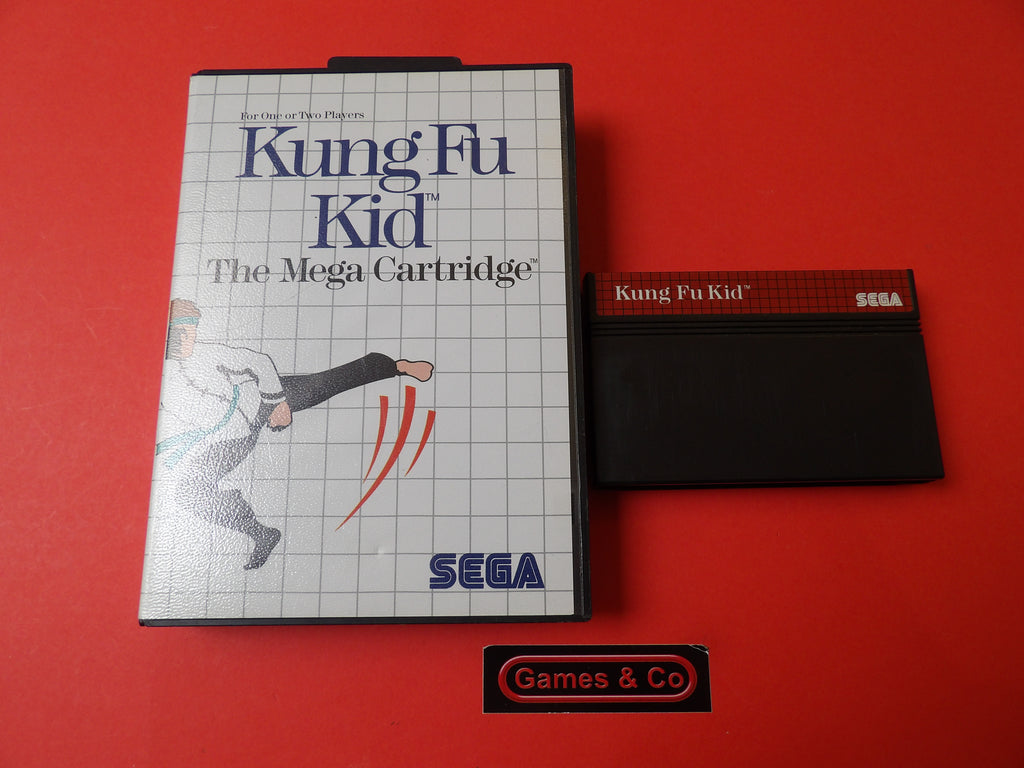 For One or Two Players
Kung Fu
Kid™
The Mega Cartridge™
SEGA
Kung Fu Kid™
SEGA
Games & Co